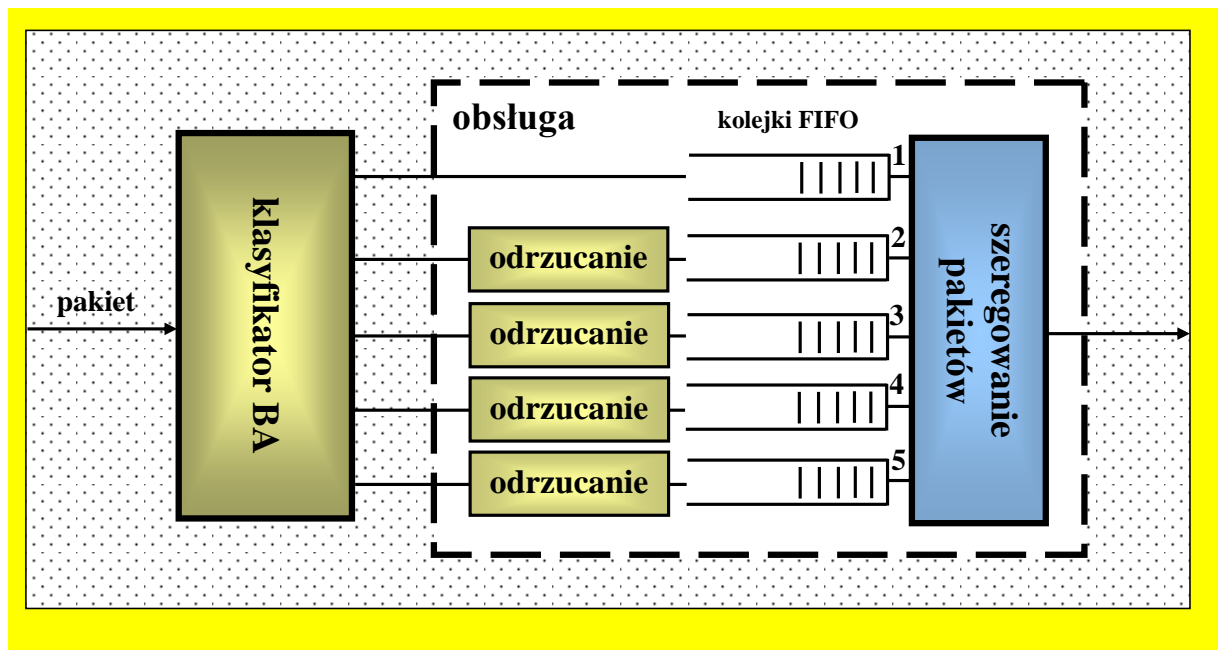 obsługa
kolejki FIFO
pakiet
klasyfikator BA
odrzucanie
odrzucanie
odrzucanie
odrzucanie
1
2
3
4
5
szeregowanie
pakietów